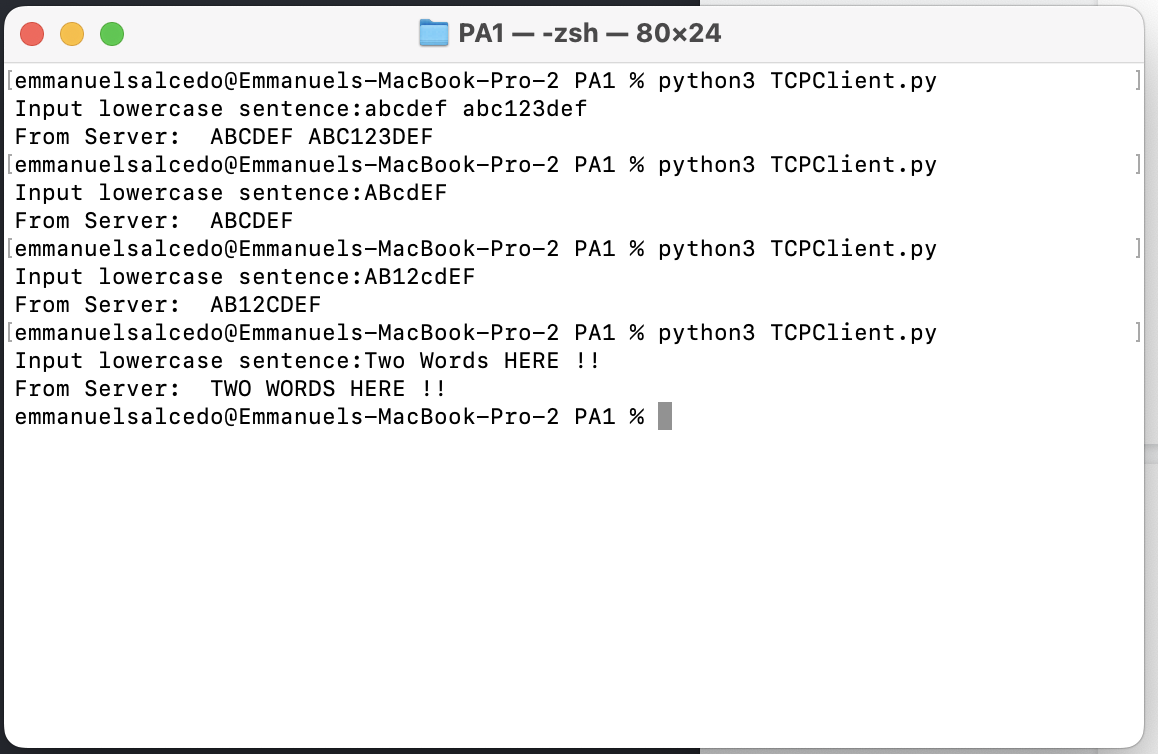 PA1 — -zsh — 80×24
[emmanuelsalcedo@Emmanuels-MacBook-Pro-2 PA1 % python3 TCPClient.py ]
Input lowercase sentence:abcdef abc123def
From Server:  ABCDEF ABC123DEF
[emmanuelsalcedo@Emmanuels-MacBook-Pro-2 PA1 % python3 TCPClient.py ]
Input lowercase sentence:ABcdEF
From Server:  ABCDEF
[emmanuelsalcedo@Emmanuels-MacBook-Pro-2 PA1 % python3 TCPClient.py ]
Input lowercase sentence:AB12cdEF
From Server:  AB12CDEF
[emmanuelsalcedo@Emmanuels-MacBook-Pro-2 PA1 % python3 TCPClient.py ]
Input lowercase sentence:Two Words HERE !!
From Server:  TWO WORDS HERE !!
emmanuelsalcedo@Emmanuels-MacBook-Pro-2 PA1 %